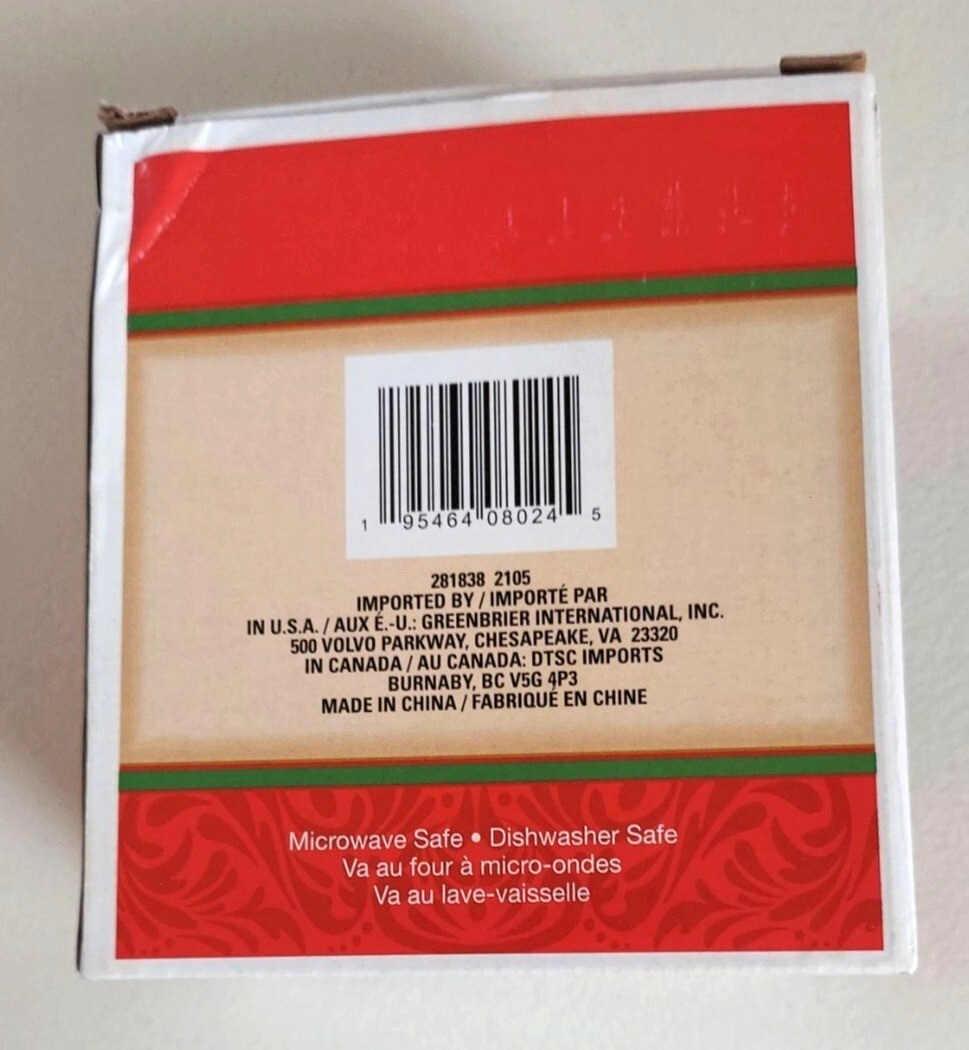 1 95464 08024 5
281838 2105
IMPORTED BY / IMPORTÉ PAR
IN U.S.A. / AUX É.-U.: GREENBRIER INTERNATIONAL, INC.
500 VOLVO PARKWAY, CHESAPEAKE, VA 23320
IN CANADA / AU CANADA: DTSC IMPORTS
BURNABY, BC V5G 4P3
MADE IN CHINA / FABRIQUÉ EN CHINE
Microwave Safe • Dishwasher Safe
Va au four à micro-ondes
Va au lave-vaisselle